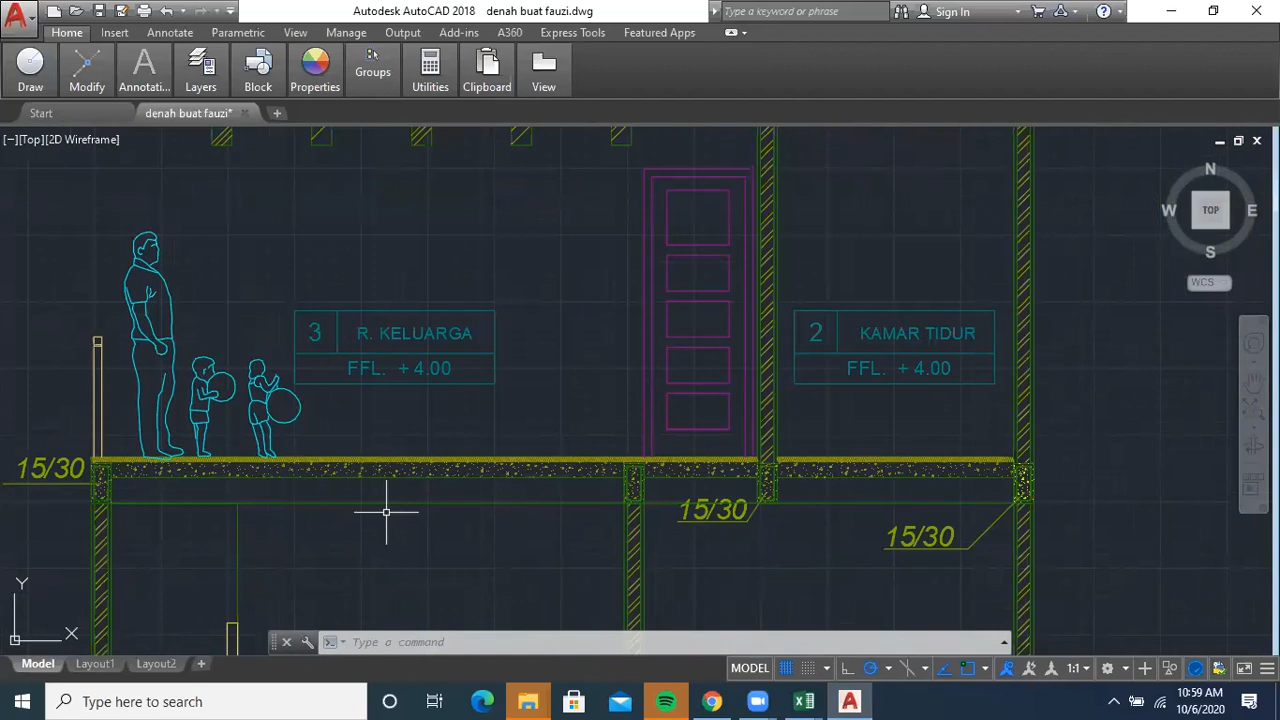 Autodesk AutoCAD 2018 denah buat fauzi.dwg
Type a keyword or phrase
Sign In
Home Insert Annotate Parametric View Manage Output Add-ins A360 Express Tools Featured Apps
Draw Modify Annotati... Layers Block Properties Groups Utilities Clipboard View
Start denah buat fauzi*
[−][Top][2D Wireframe]
N
W TOP E
S
WCS
3 R. KELUARGA
FFL. + 4.00
2 KAMAR TIDUR
FFL. + 4.00
15/30
15/30
15/30
Y
X
Type a command
Model Layout1 Layout2
MODEL 1:1
Type here to search
10:59 AM
10/6/2020